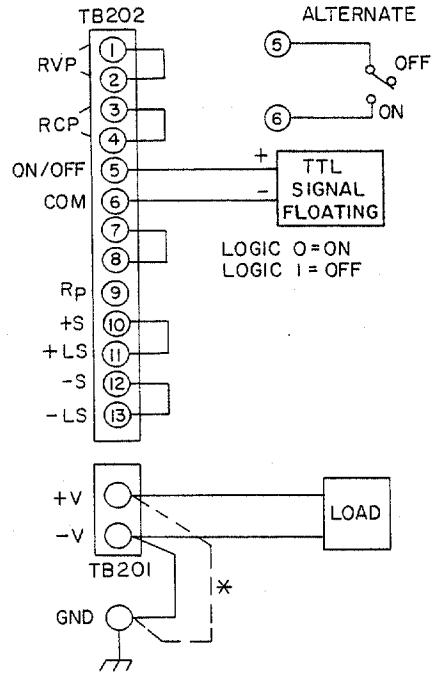 TB202
ALTERNATE
RVP
1
2
RCP
3
4
ON/OFF
5
COM
6
7
8
Rp
9
+S
10
+LS
11
-S
12
-LS
13
5
OFF
6
ON
+
-
TTL
SIGNAL
FLOATING
LOGIC 0=ON
LOGIC 1=OFF
+V
-V
TB201
LOAD
GND
*